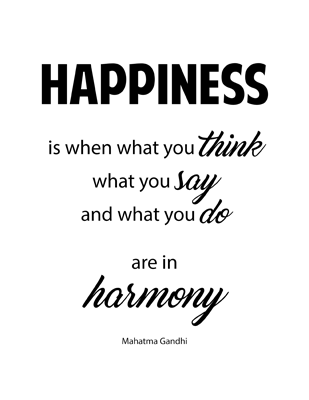 HAPPINESS
is when what you think
what you say
and what you do
are in
harmony
Mahatma Gandhi